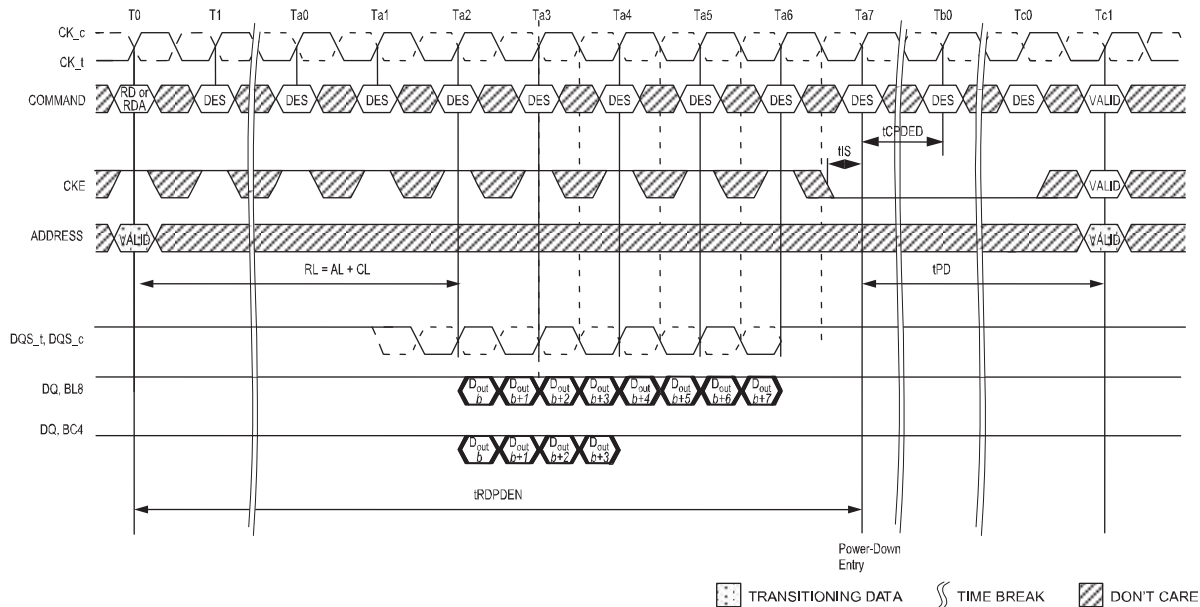 T0 T1 Ta0 Ta1 Ta2 Ta3 Ta4 Ta5 Ta6 Ta7 Tb0 Tc0 Tc1
CK_c
CK_t
COMMAND RD or RDA DES DES DES DES DES DES DES DES DES DES DES VALID
tCPDED
tIS
CKE VALID
ADDRESS VALID VALID
RL = AL + CL tPD
DQS_t, DQS_c
DQ, BL8 Dout b Dout b+1 Dout b+2 Dout b+3 Dout b+4 Dout b+5 Dout b+6 Dout b+7
DQ, BC4 Dout b Dout b+1 Dout b+2 Dout b+3
tRDPDEN
Power-Down
Entry
TRANSITIONING DATA TIME BREAK DON'T CARE